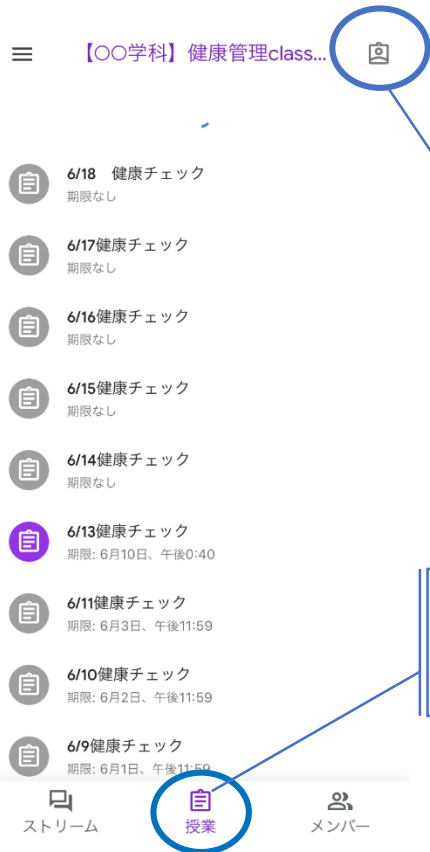 【○○学科】健康管理class...
6/18　健康チェック
期限なし
6/17健康チェック
期限なし
6/16健康チェック
期限なし
6/15健康チェック
期限なし
6/14健康チェック
期限なし
6/13健康チェック
期限: 6月10日、午後0:40
6/11健康チェック
期限: 6月3日、午後11:59
6/10健康チェック
期限: 6月2日、午後11:59
6/9健康チェック
期限: 6月1日、午後11:59
ストリーム
授業
メンバー